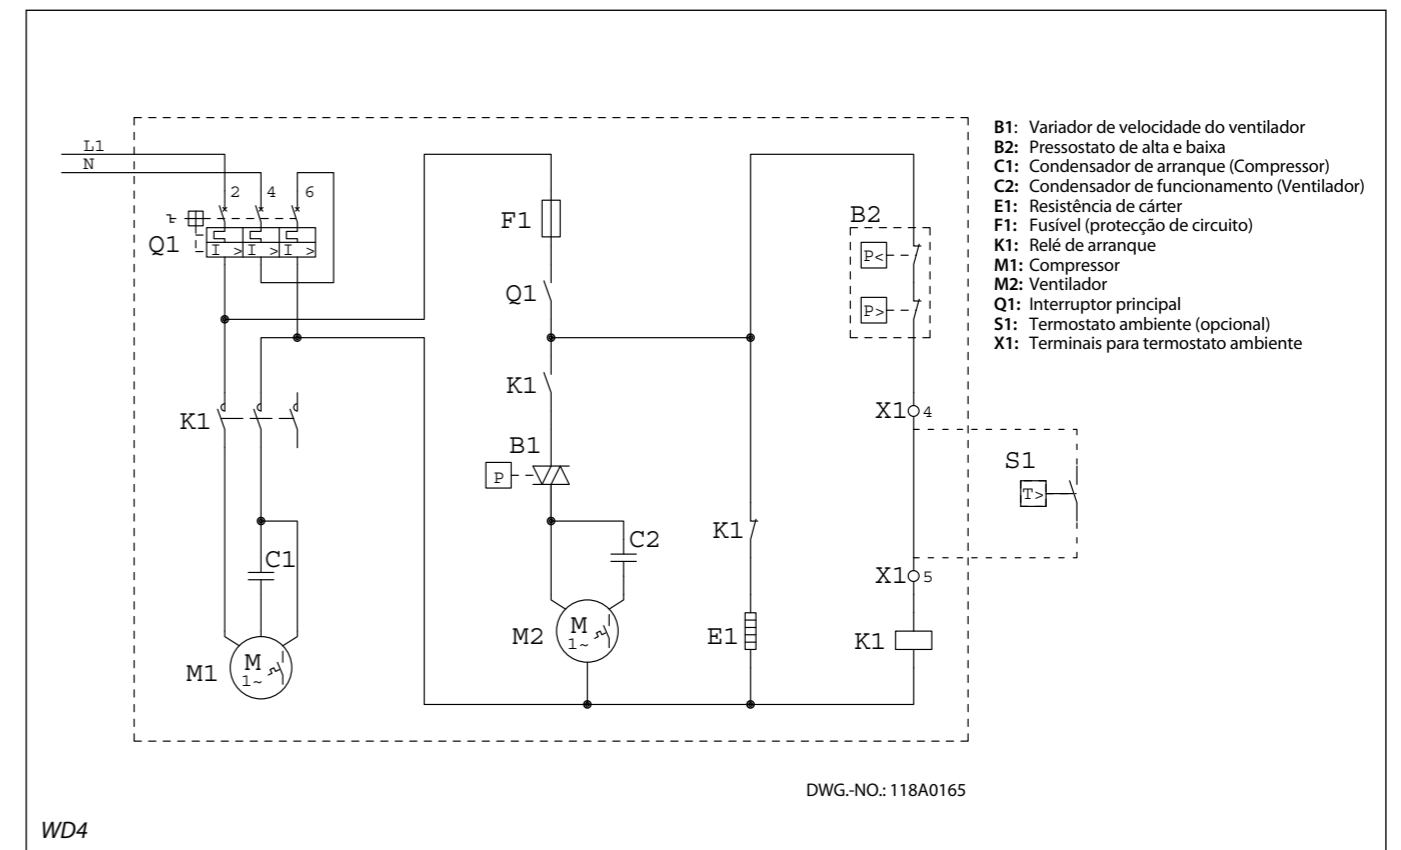 L1
N
2 4 6
Q1
I > I > I >
K1
C1
M1
M
1~
F1
Q1
K1
B1
P
C2
M2
M
1~
K1
E1
B2
P<
P>
X1 4
S1
T>
X1 5
K1
B1: Variador de velocidade do ventilador
B2: Pressostato de alta e baixa
C1: Condensador de arranque (Compressor)
C2: Condensador de funcionamento (Ventilador)
E1: Resistência de cárter
F1: Fusível (protecção de circuito)
K1: Relé de arranque
M1: Compressor
M2: Ventilador
Q1: Interruptor principal
S1: Termostato ambiente (opcional)
X1: Terminais para termostato ambiente
DWG.-NO.: 118A0165
WD4